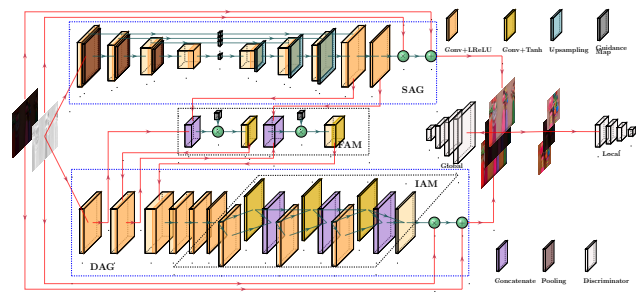 Conv+LReLU
Conv+Tanh
Upsampling
Guidance
Map
SAG
FAM
Global
Local
IAM
DAG
Concatenate
Pooling
Discriminator